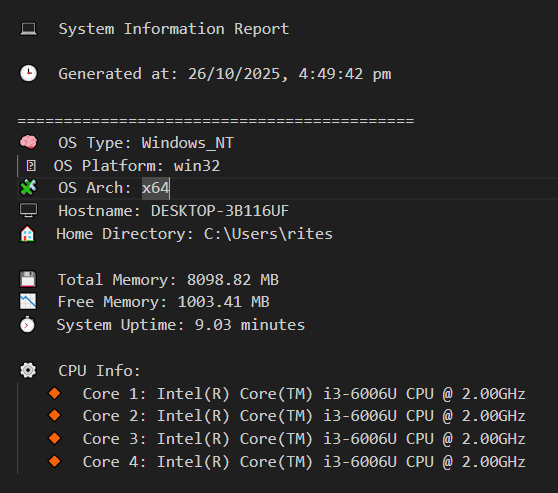 💻 System Information Report
🕒 Generated at: 26/10/2025, 4:49:42 pm
===========================================
🧠 OS Type: Windows_NT
OS Platform: win32
🧩 OS Arch: x64
🖥️ Hostname: DESKTOP-3B116UF
🏠 Home Directory: C:\Users\rites
💾 Total Memory: 8098.82 MB
📉 Free Memory: 1003.41 MB
⏱️ System Uptime: 9.03 minutes
⚙️ CPU Info:
🔸 Core 1: Intel(R) Core(TM) i3-6006U CPU @ 2.00GHz
🔸 Core 2: Intel(R) Core(TM) i3-6006U CPU @ 2.00GHz
🔸 Core 3: Intel(R) Core(TM) i3-6006U CPU @ 2.00GHz
🔸 Core 4: Intel(R) Core(TM) i3-6006U CPU @ 2.00GHz